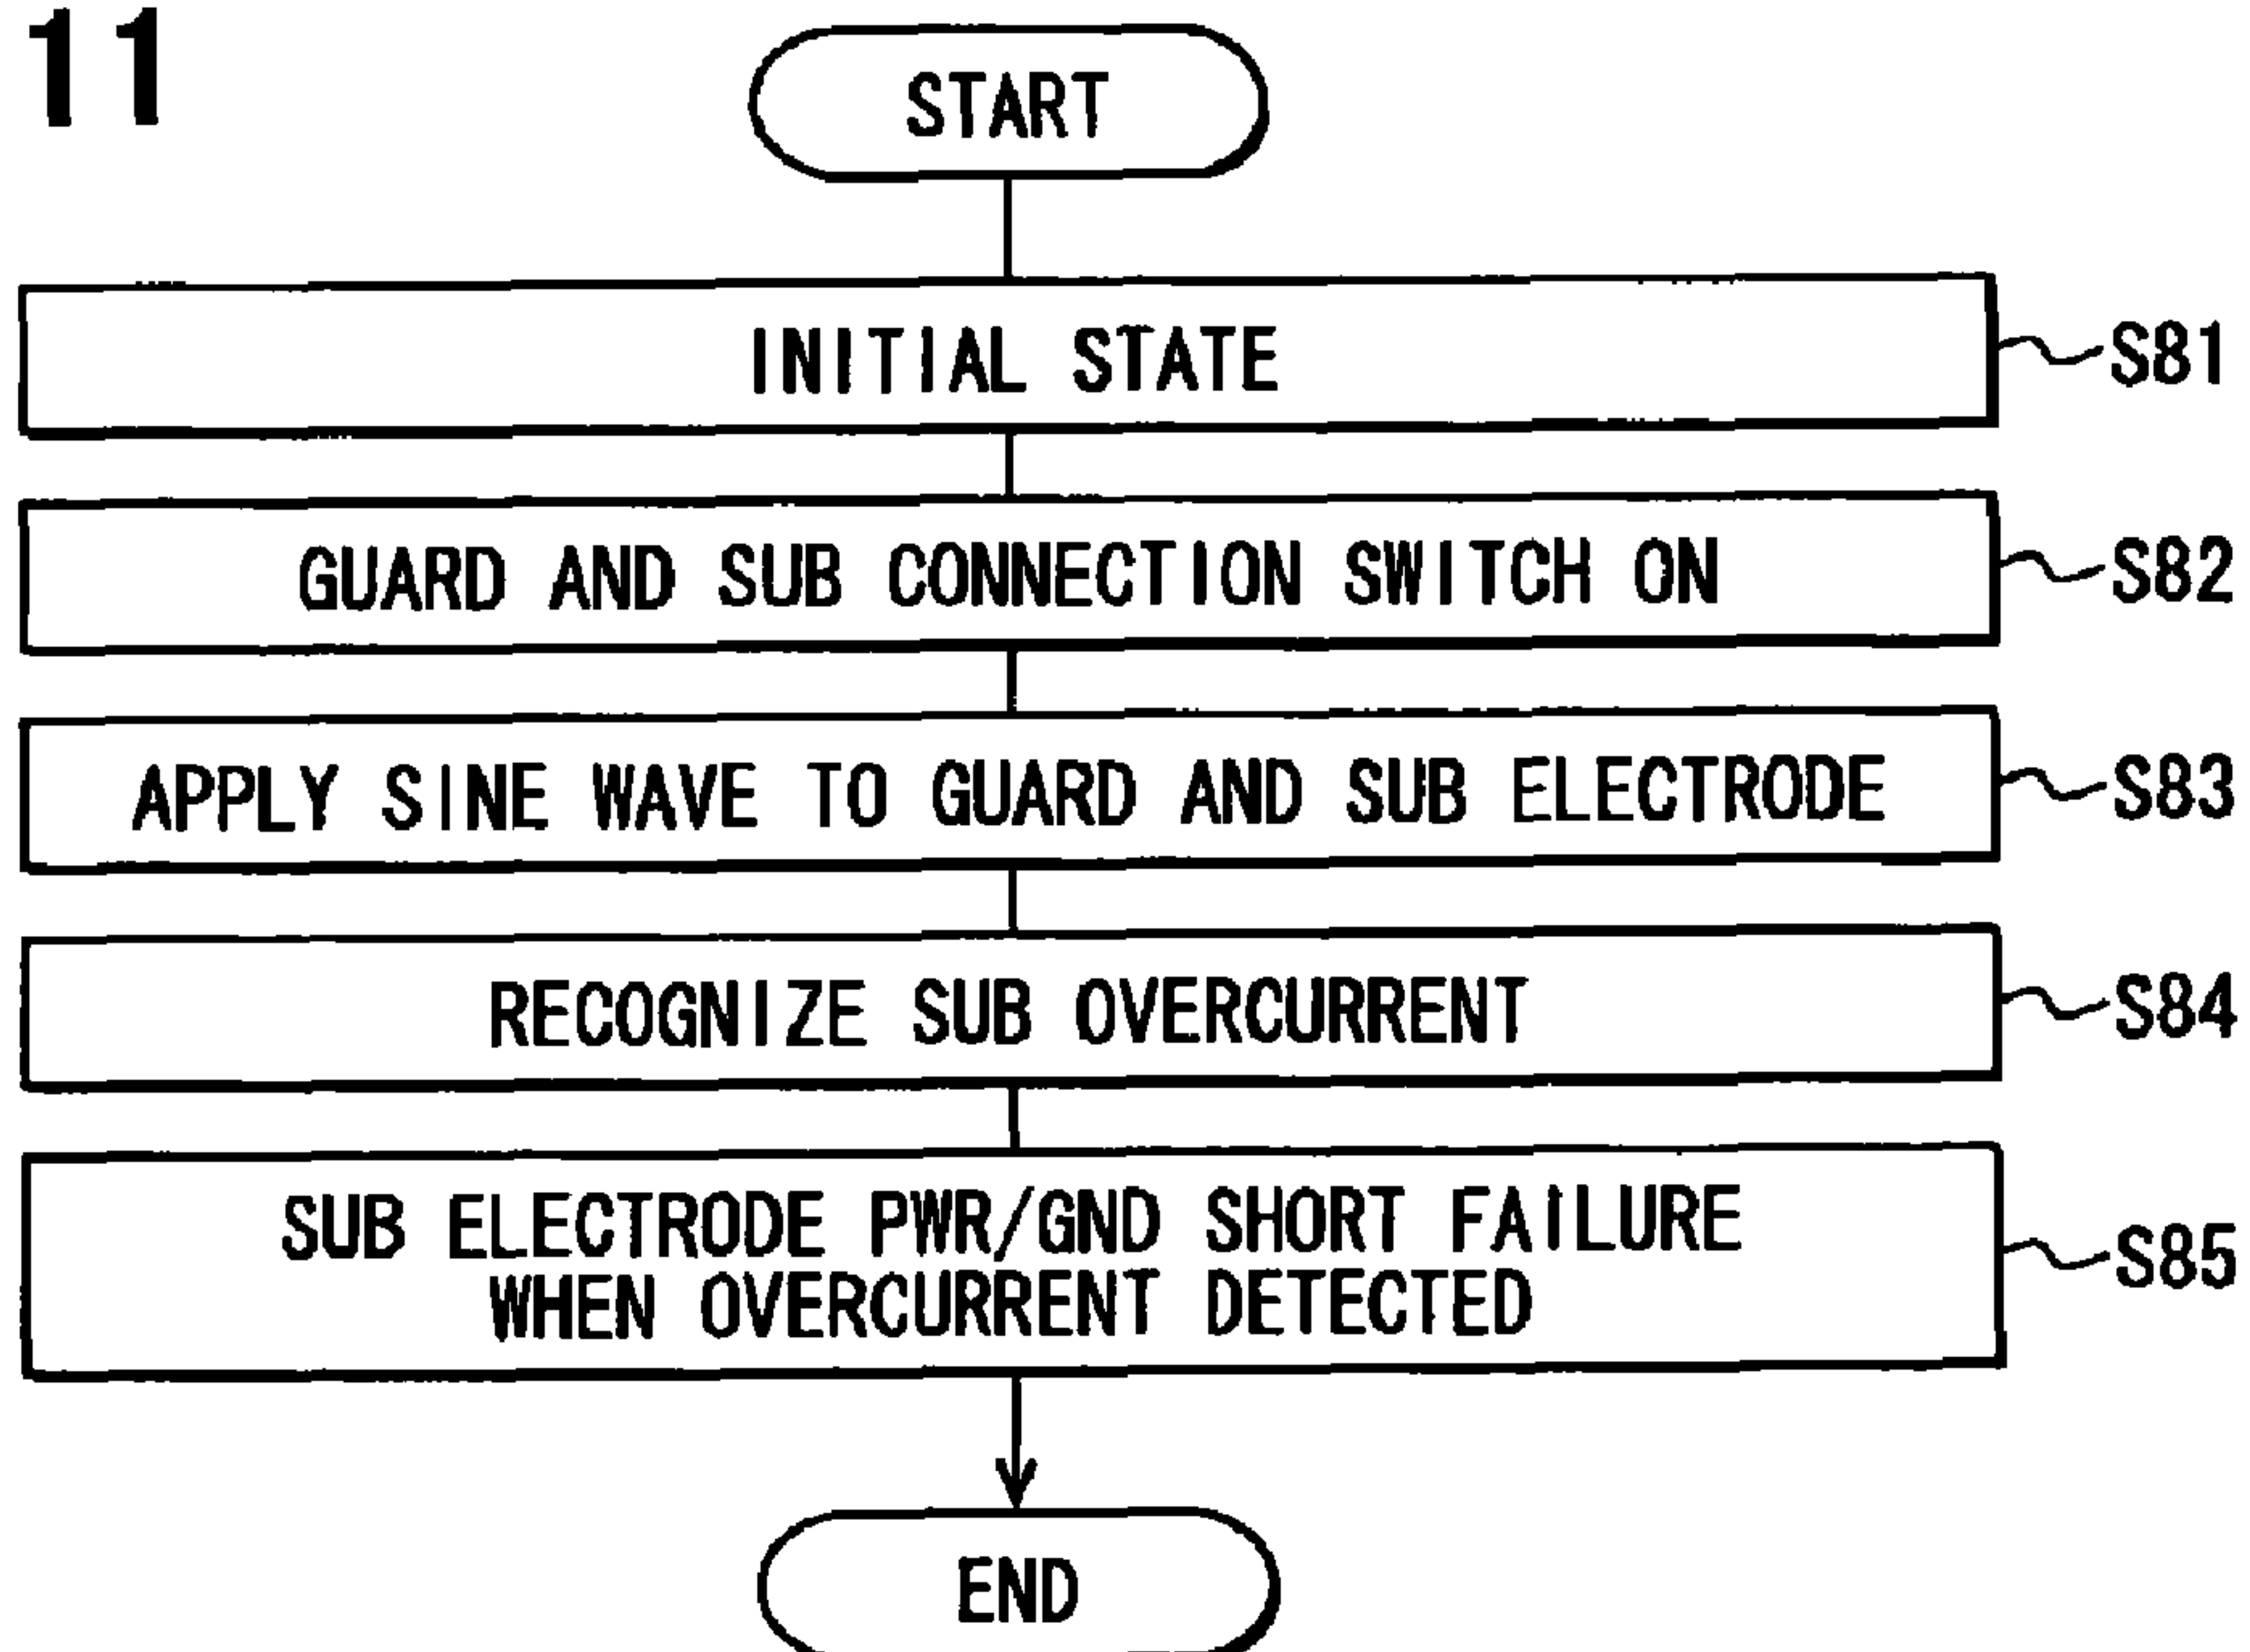 11
START
INITIAL STATE
S81
GUARD AND SUB CONNECTION SWITCH ON
S82
APPLY SINE WAVE TO GUARD AND SUB ELECTRODE
S83
RECOGNIZE SUB OVERCURRENT
S84
SUB ELECTRODE PWR/GND SHORT FAILURE
WHEN OVERCURRENT DETECTED
S85
END